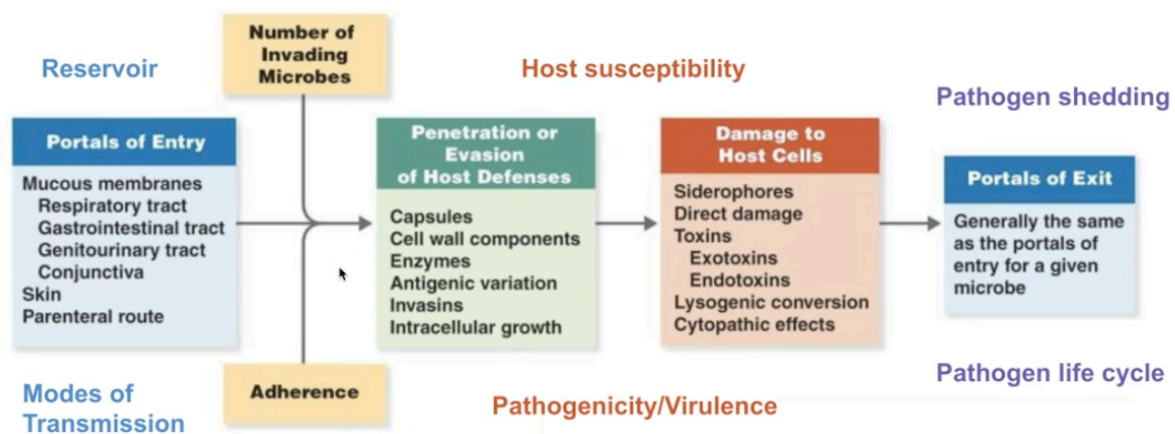 Reservoir
Number of
Invading
Microbes
Host susceptibility
Pathogen shedding
Portals of Entry
Mucous membranes
Respiratory tract
Gastrointestinal tract
Genitourinary tract
Conjunctiva
Skin
Parenteral route
Penetration or
Evasion
of Host Defenses
Capsules
Cell wall components
Enzymes
Antigenic variation
Invasins
Intracellular growth
Damage to
Host Cells
Siderophores
Direct damage
Toxins
Exotoxins
Endotoxins
Lysogenic conversion
Cytopathic effects
Portals of Exit
Generally the same
as the portals of
entry for a given
microbe
Modes of
Transmission
Adherence
Pathogenicity/Virulence
Pathogen life cycle